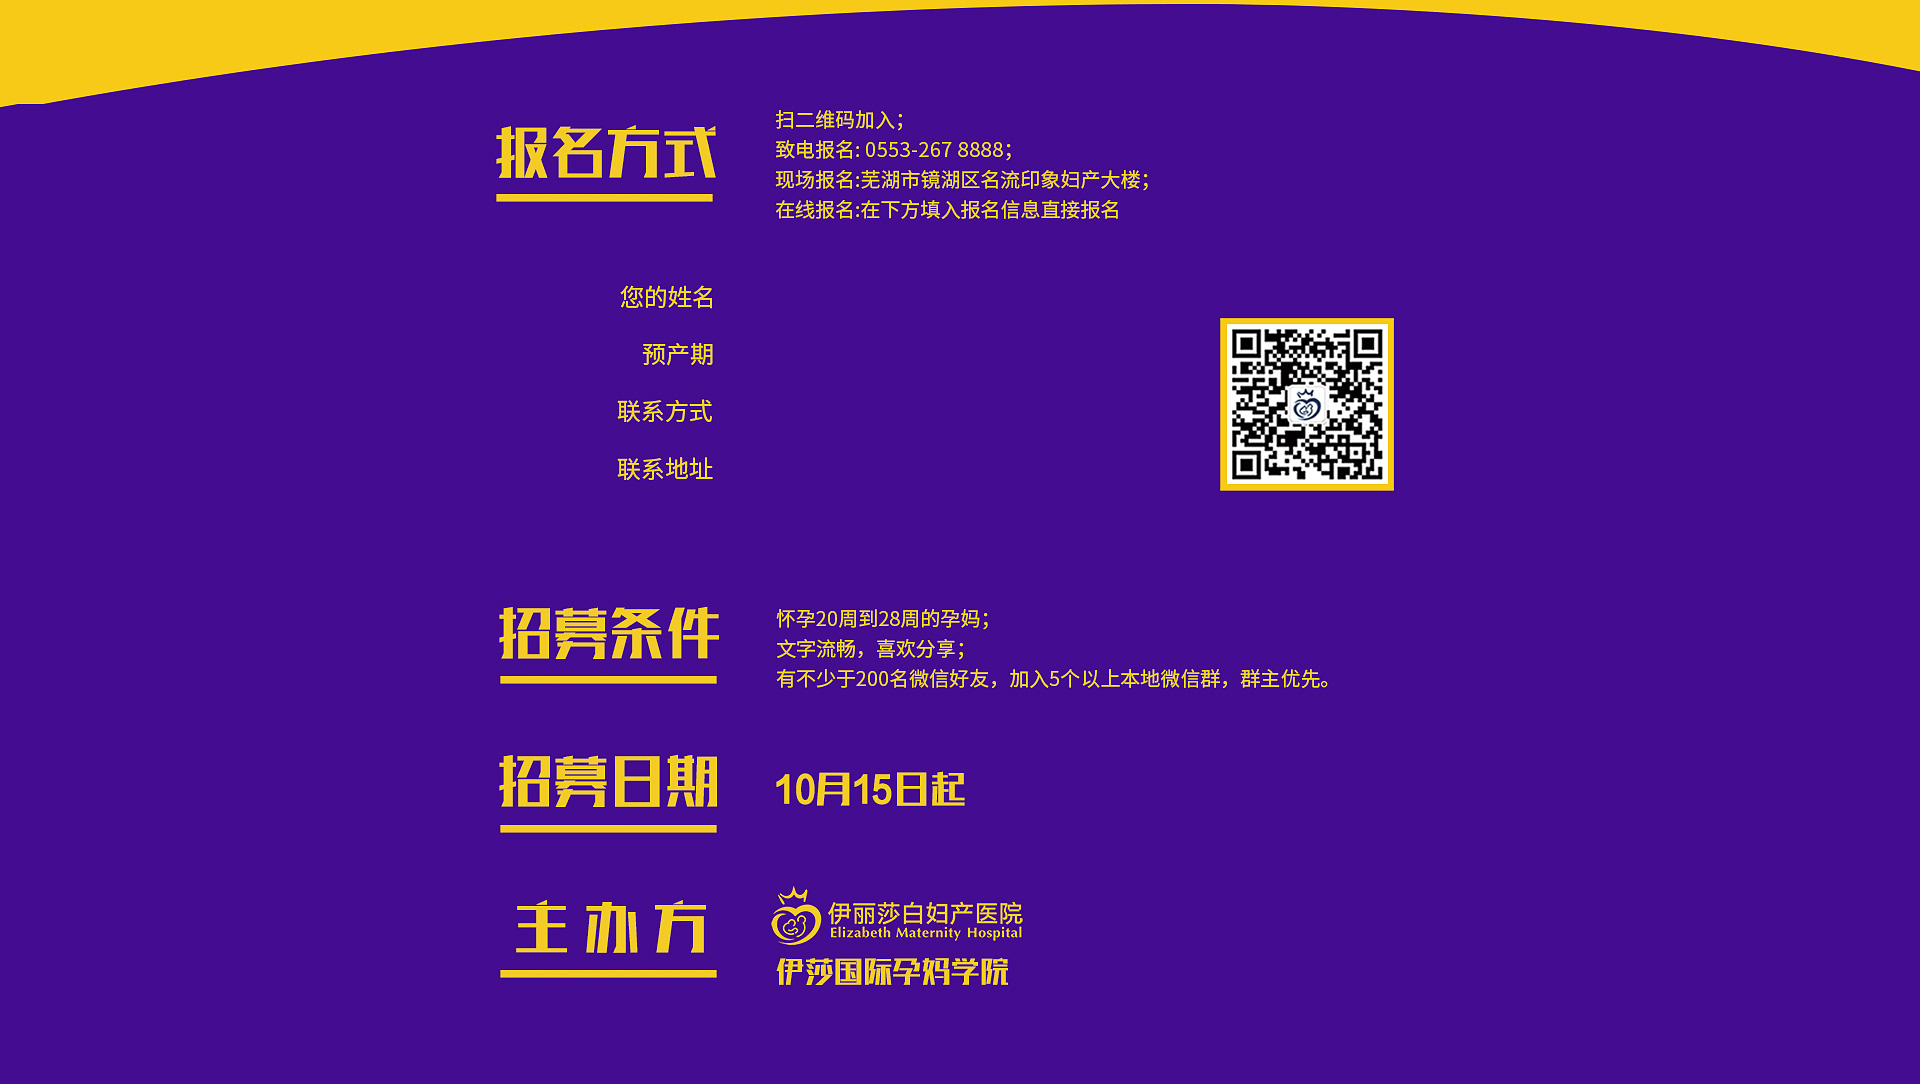 报名方式
扫二维码加入；
致电报名: 0553-267 8888；
现场报名:芜湖市镜湖区名流印象妇产大楼；
在线报名:在下方填入报名信息直接报名
您的姓名
预产期
联系方式
联系地址
招募条件
怀孕20周到28周的孕妈；
文字流畅，喜欢分享；
有不少于200名微信好友，加入5个以上本地微信群，群主优先。
招募日期
10月15日起
主办方
伊丽莎白妇产医院
Elizabeth Maternity Hospital
伊莎国际孕妈学院